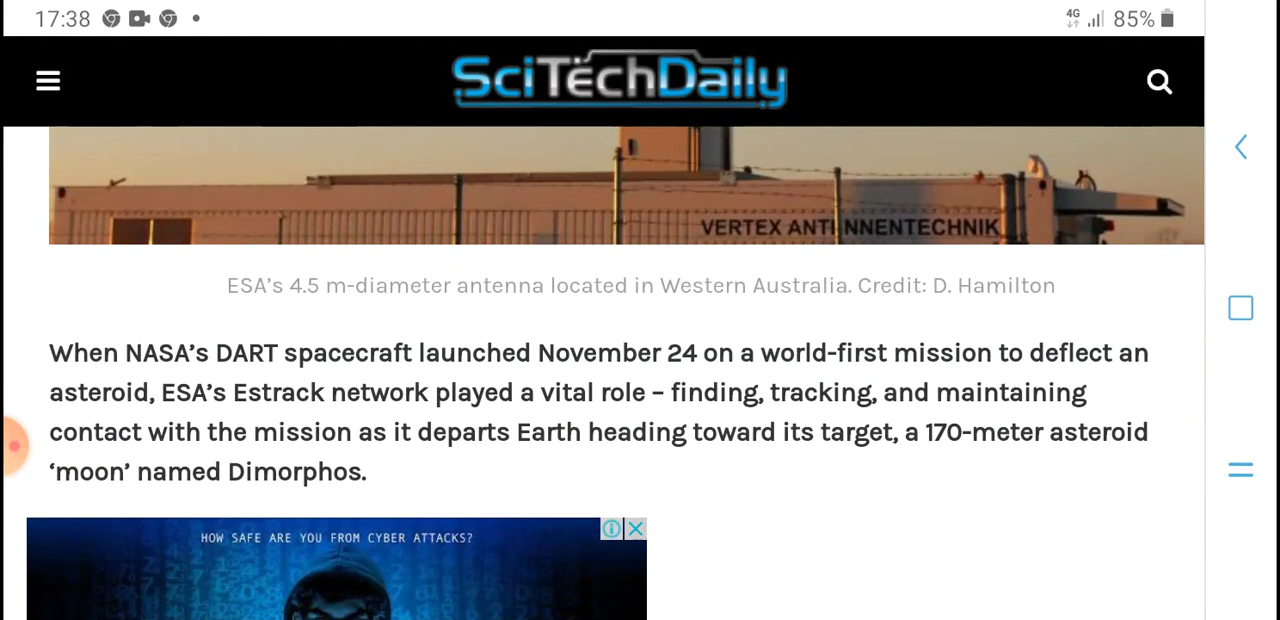 17:38
4G 85%
SciTechDaily
VERTEX ANTENNENTECHNIK
ESA’s 4.5 m-diameter antenna located in Western Australia. Credit: D. Hamilton
When NASA’s DART spacecraft launched November 24 on a world-first mission to deflect an
asteroid, ESA’s Estrack network played a vital role – finding, tracking, and maintaining
contact with the mission as it departs Earth heading toward its target, a 170-meter asteroid
‘moon’ named Dimorphos.
HOW SAFE ARE YOU FROM CYBER ATTACKS?